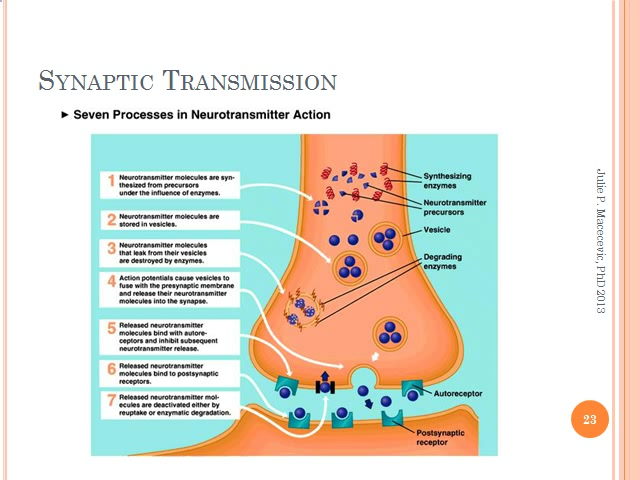 SYNAPTIC TRANSMISSION
► Seven Processes in Neurotransmitter Action
1 Neurotransmitter molecules are syn-
thesized from precursors
under the influence of enzymes.
2 Neurotransmitter molecules are
stored in vesicles.
3 Neurotransmitter molecules
that leak from their vesicles
are destroyed by enzymes.
4 Action potentials cause vesicles to
fuse with the presynaptic membrane
and release their neurotransmitter
molecules into the synapse.
5 Released neurotransmitter
molecules bind with autore-
ceptors and inhibit subsequent
neurotransmitter release.
6 Released neurotransmitter
molecules bind to postsynaptic
receptors.
7 Released neurotransmitter mol-
ecules are deactivated either by
reuptake or enzymatic degradation.
Synthesizing
enzymes
Neurotransmitter
precursors
Vesicle
Degrading
enzymes
Autoreceptor
Postsynaptic
receptor
Julie P. Macecevic, PhD 2013
23